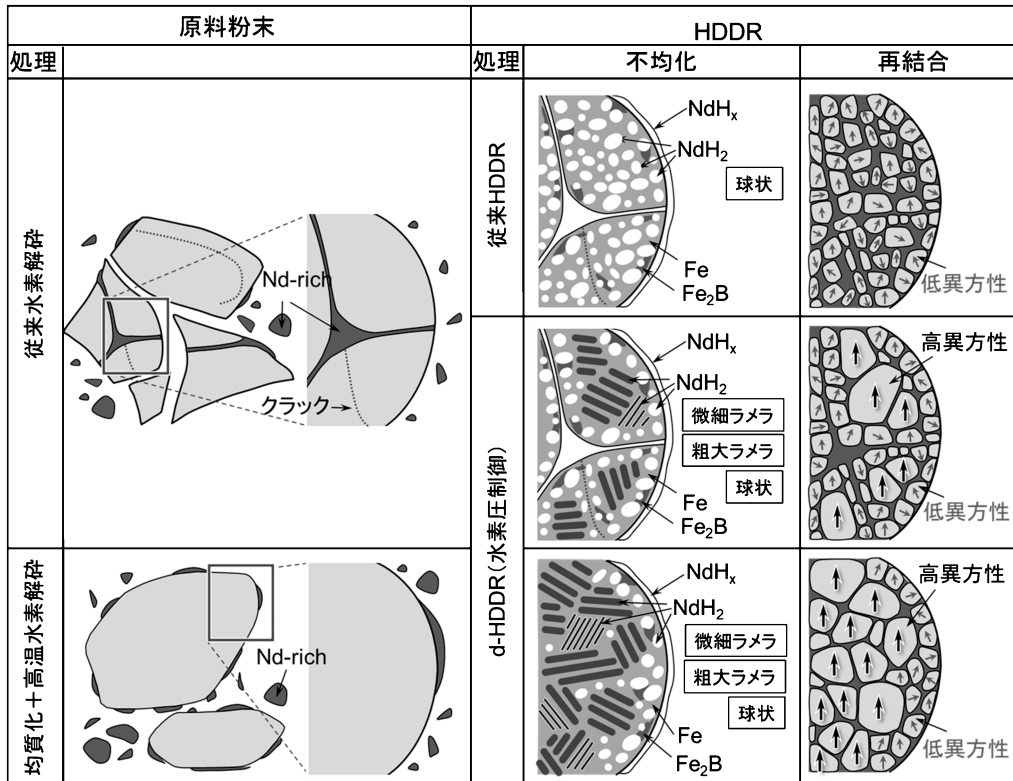 原料粉末
HDDR
処理
処理
不均化
再結合
従来水素解砕
Nd-rich
クラック
従来HDDR
NdHx
NdH2
球状
Fe
Fe2B
低異方性
d-HDDR(水素圧制御)
NdHx
NdH2
微細ラメラ
粗大ラメラ
球状
Fe
Fe2B
高異方性
低異方性
均質化+高温水素解砕
Nd-rich
NdHx
NdH2
微細ラメラ
粗大ラメラ
球状
Fe
Fe2B
高異方性
低異方性